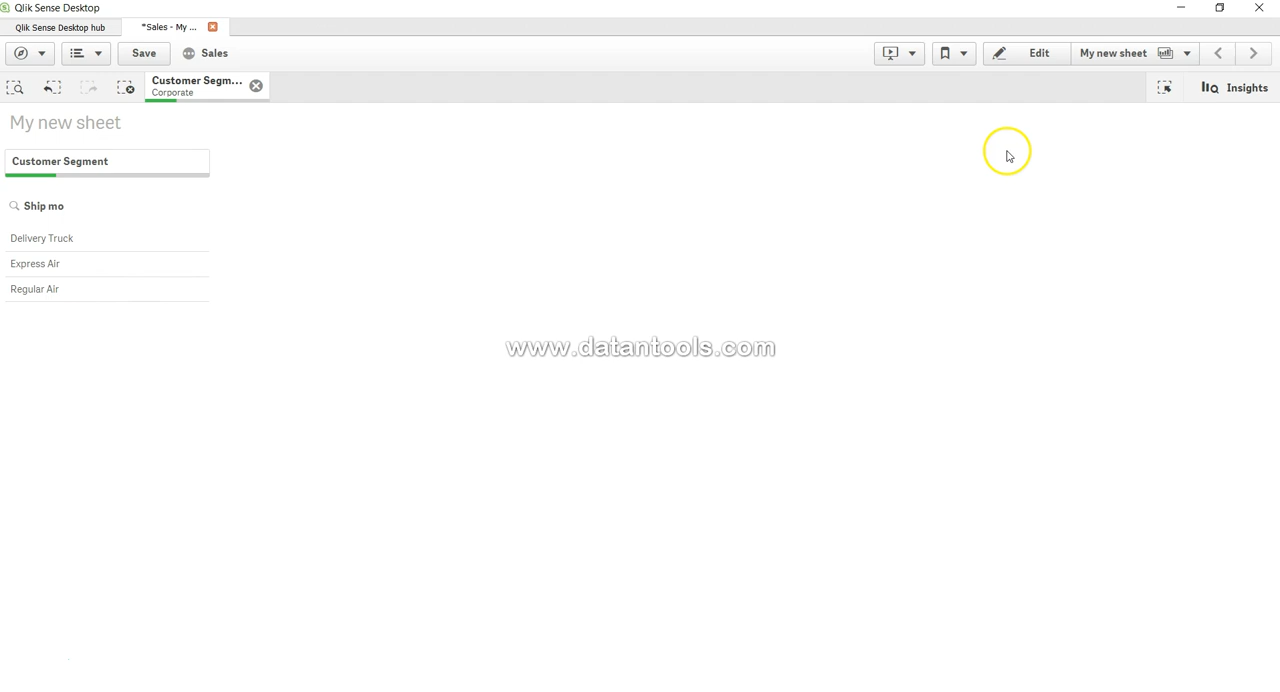 Qlik Sense Desktop
Qlik Sense Desktop hub
*Sales - My ...
Save
Sales
Edit
My new sheet
Customer Segm...
Corporate
Insights
My new sheet
Customer Segment
Ship mo
Delivery Truck
Express Air
Regular Air
www.datantools.com